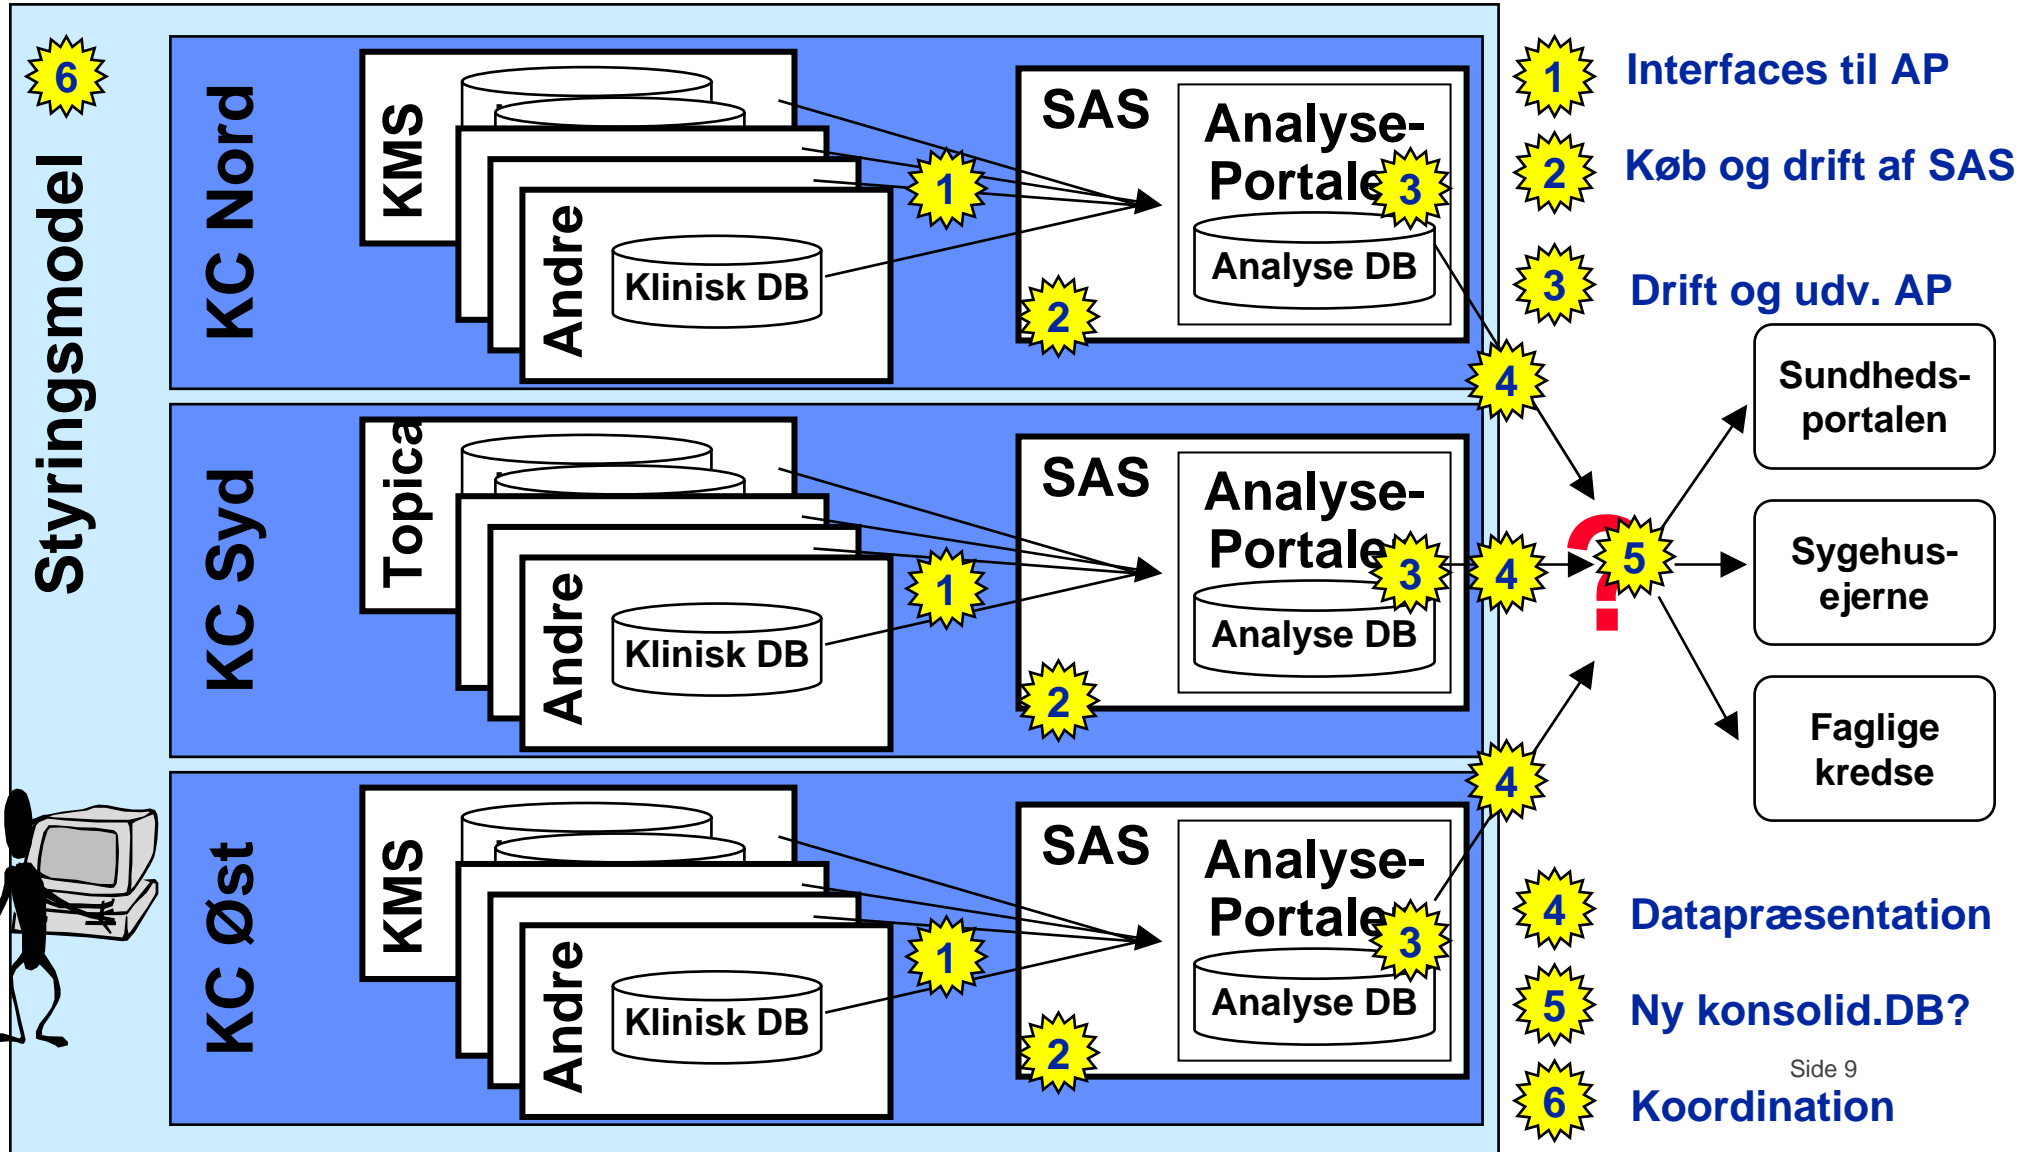 6
Styringsmodel
KC Nord
KMS
Andre
Klinisk DB
1
SAS
2
Analyse-
Portale
3
Analyse DB
4
KC Syd
Topica
Andre
Klinisk DB
1
SAS
2
Analyse-
Portale
3
Analyse DB
4
KC Øst
KMS
Andre
Klinisk DB
1
SAS
2
Analyse-
Portale
3
Analyse DB
4
?
5
1 Interfaces til AP
2 Køb og drift af SAS
3 Drift og udv. AP
Sundheds-
portalen
Sygehus-
ejerne
Faglige
kredse
4 Datapræsentation
5 Ny konsolid.DB?
Side 9
6 Koordination